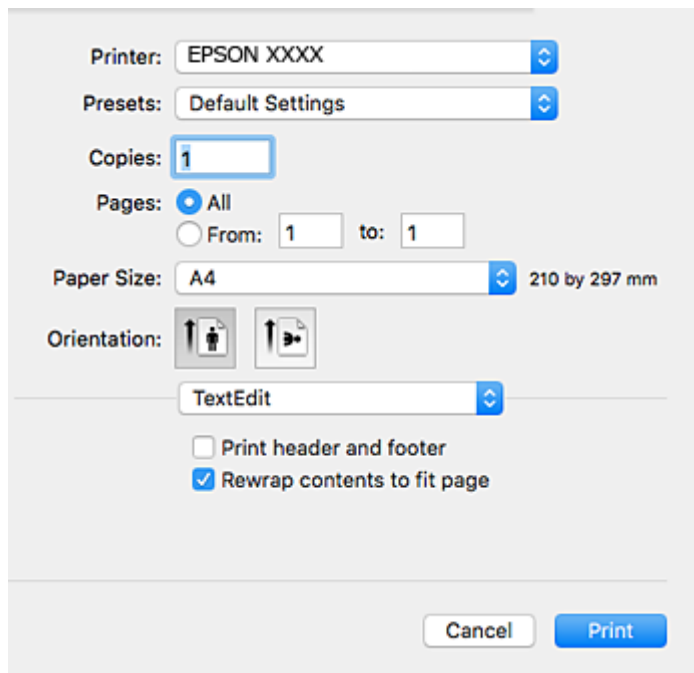 Printer: EPSON XXXX
Presets: Default Settings
Copies: 1
Pages: All
From: 1 to: 1
Paper Size: A4 210 by 297 mm
Orientation:
TextEdit
Print header and footer
Rewrap contents to fit page
Cancel Print